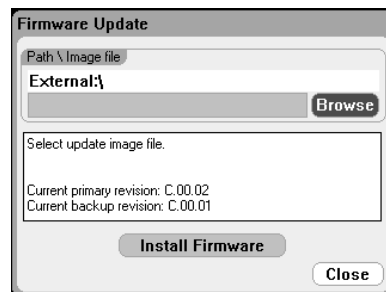 Firmware Update
Path \ Image file
External:\
Browse
Select update image file.
Current primary revision: C.00.02
Current backup revision: C.00.01
Install Firmware
Close